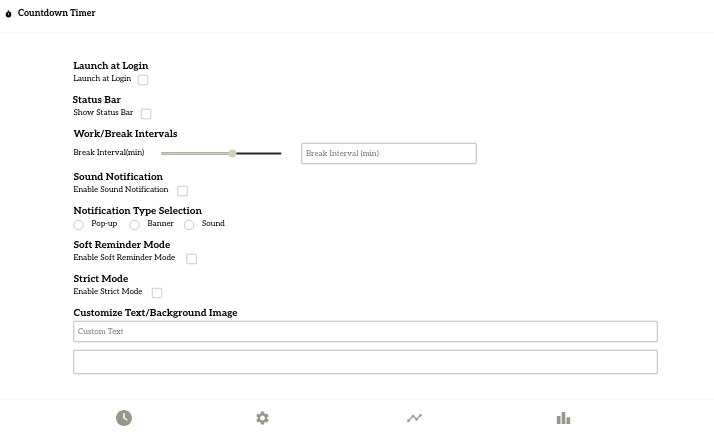 Countdown Timer
Launch at Login
Launch at Login
Status Bar
Show Status Bar
Work/Break Intervals
Break Interval(min)
Break Interval (min)
Sound Notification
Enable Sound Notification
Notification Type Selection
Pop-up Banner Sound
Soft Reminder Mode
Enable Soft Reminder Mode
Strict Mode
Enable Strict Mode
Customize Text/Background Image
Custom Text